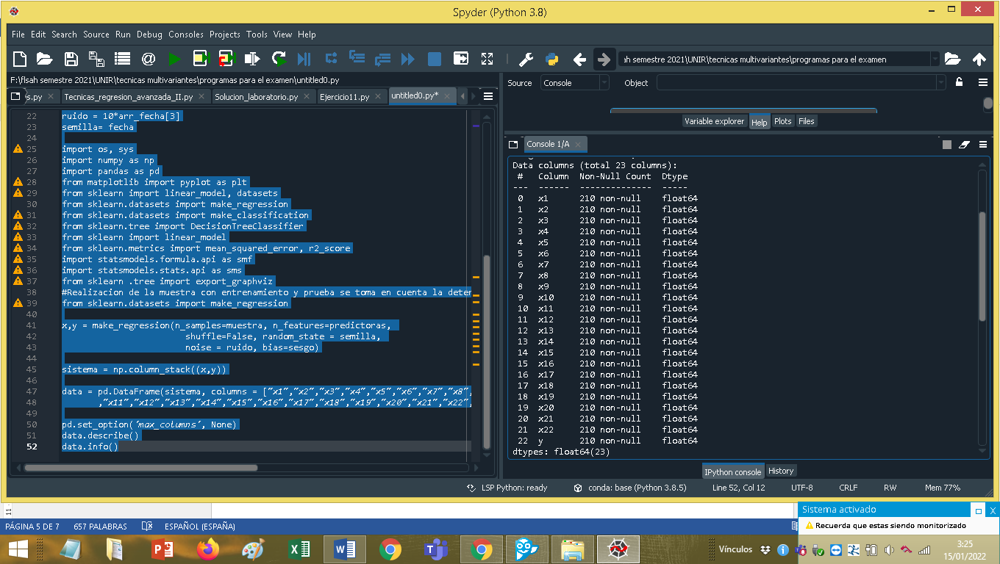 Spyder (Python 3.8)
File Edit Search Source Run Debug Consoles Projects Tools View Help
ıh semestre 2021\UNIR\tecnicas multivariantes\programas para el examen
F:\flsah semestre 2021\UNIR\tecnicas multivariantes\programas para el examen\untitled0.py
s.py Tecnicas_regresion_avanzada_II.py Solucion_laboratorio.py Ejercicio11.py untitled0.py*
22 ruido = 10*arr_fecha[3]
23 semilla= fecha
24
25 import os, sys
26 import numpy as np
27 import pandas as pd
28 from matplotlib import pyplot as plt
29 from sklearn import linear_model, datasets
30 from sklearn.datasets import make_regression
31 from sklearn.datasets import make_classification
32 from sklearn.tree import DecisionTreeClassifier
33 from sklearn import linear_model
34 from sklearn.metrics import mean_squared_error, r2_score
35 import statsmodels.formula.api as smf
36 import statsmodels.stats.api as sms
37 from sklearn .tree import export_graphviz
38 #Realizacion de la muestra con entrenamiento y prueba se toma en cuenta la deter
39 from sklearn.datasets import make_regression
40
41 x,y = make_regression(n_samples=muestra, n_features=predictoras,
42 shuffle=False, random_state = semilla,
43 noise = ruido, bias=sesgo)
44
45 sistema = np.column_stack((x,y))
46
47 data = pd.DataFrame(sistema, columns = ["x1","x2","x3","x4","x5","x6","x7","x8",
48 ,"x11","x12","x13","x14","x15","x16","x17","x18","x19","x20","x21","x22",
49
50 pd.set_option('max_columns', None)
51 data.describe()
52 data.info()
Source Console Object
Variable explorer Help Plots Files
Console 1/A
Data columns (total 23 columns):
# Column Non-Null Count Dtype
--- ------ -------------- -----
0 x1 210 non-null float64
1 x2 210 non-null float64
2 x3 210 non-null float64
3 x4 210 non-null float64
4 x5 210 non-null float64
5 x6 210 non-null float64
6 x7 210 non-null float64
7 x8 210 non-null float64
8 x9 210 non-null float64
9 x10 210 non-null float64
10 x11 210 non-null float64
11 x12 210 non-null float64
12 x13 210 non-null float64
13 x14 210 non-null float64
14 x15 210 non-null float64
15 x16 210 non-null float64
16 x17 210 non-null float64
17 x18 210 non-null float64
18 x19 210 non-null float64
19 x20 210 non-null float64
20 x21 210 non-null float64
21 x22 210 non-null float64
22 y 210 non-null float64
dtypes: float64(23)
IPython console History
LSP Python: ready conda: base (Python 3.8.5) Line 52, Col 12 UTF-8 CRLF RW Mem 77%
11
Sistema activado
Recuerda que estas siendo monitorizado
PÁGINA 5 DE 7 657 PALABRAS ESPAÑOL (ESPAÑA)
Vínculos
3:25
15/01/2022